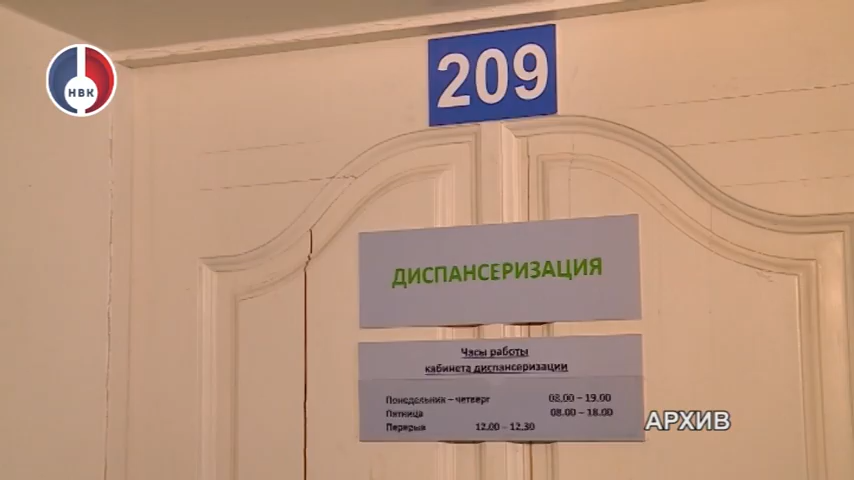 209
НВК
ДИСПАНСЕРИЗАЦИЯ
Часы работы
кабинета диспансеризации
Понедельник – четверг 08.00 – 19.00
Пятница 08.00 – 18.00
Перерыв 12.00 – 12.30
АРХИВ